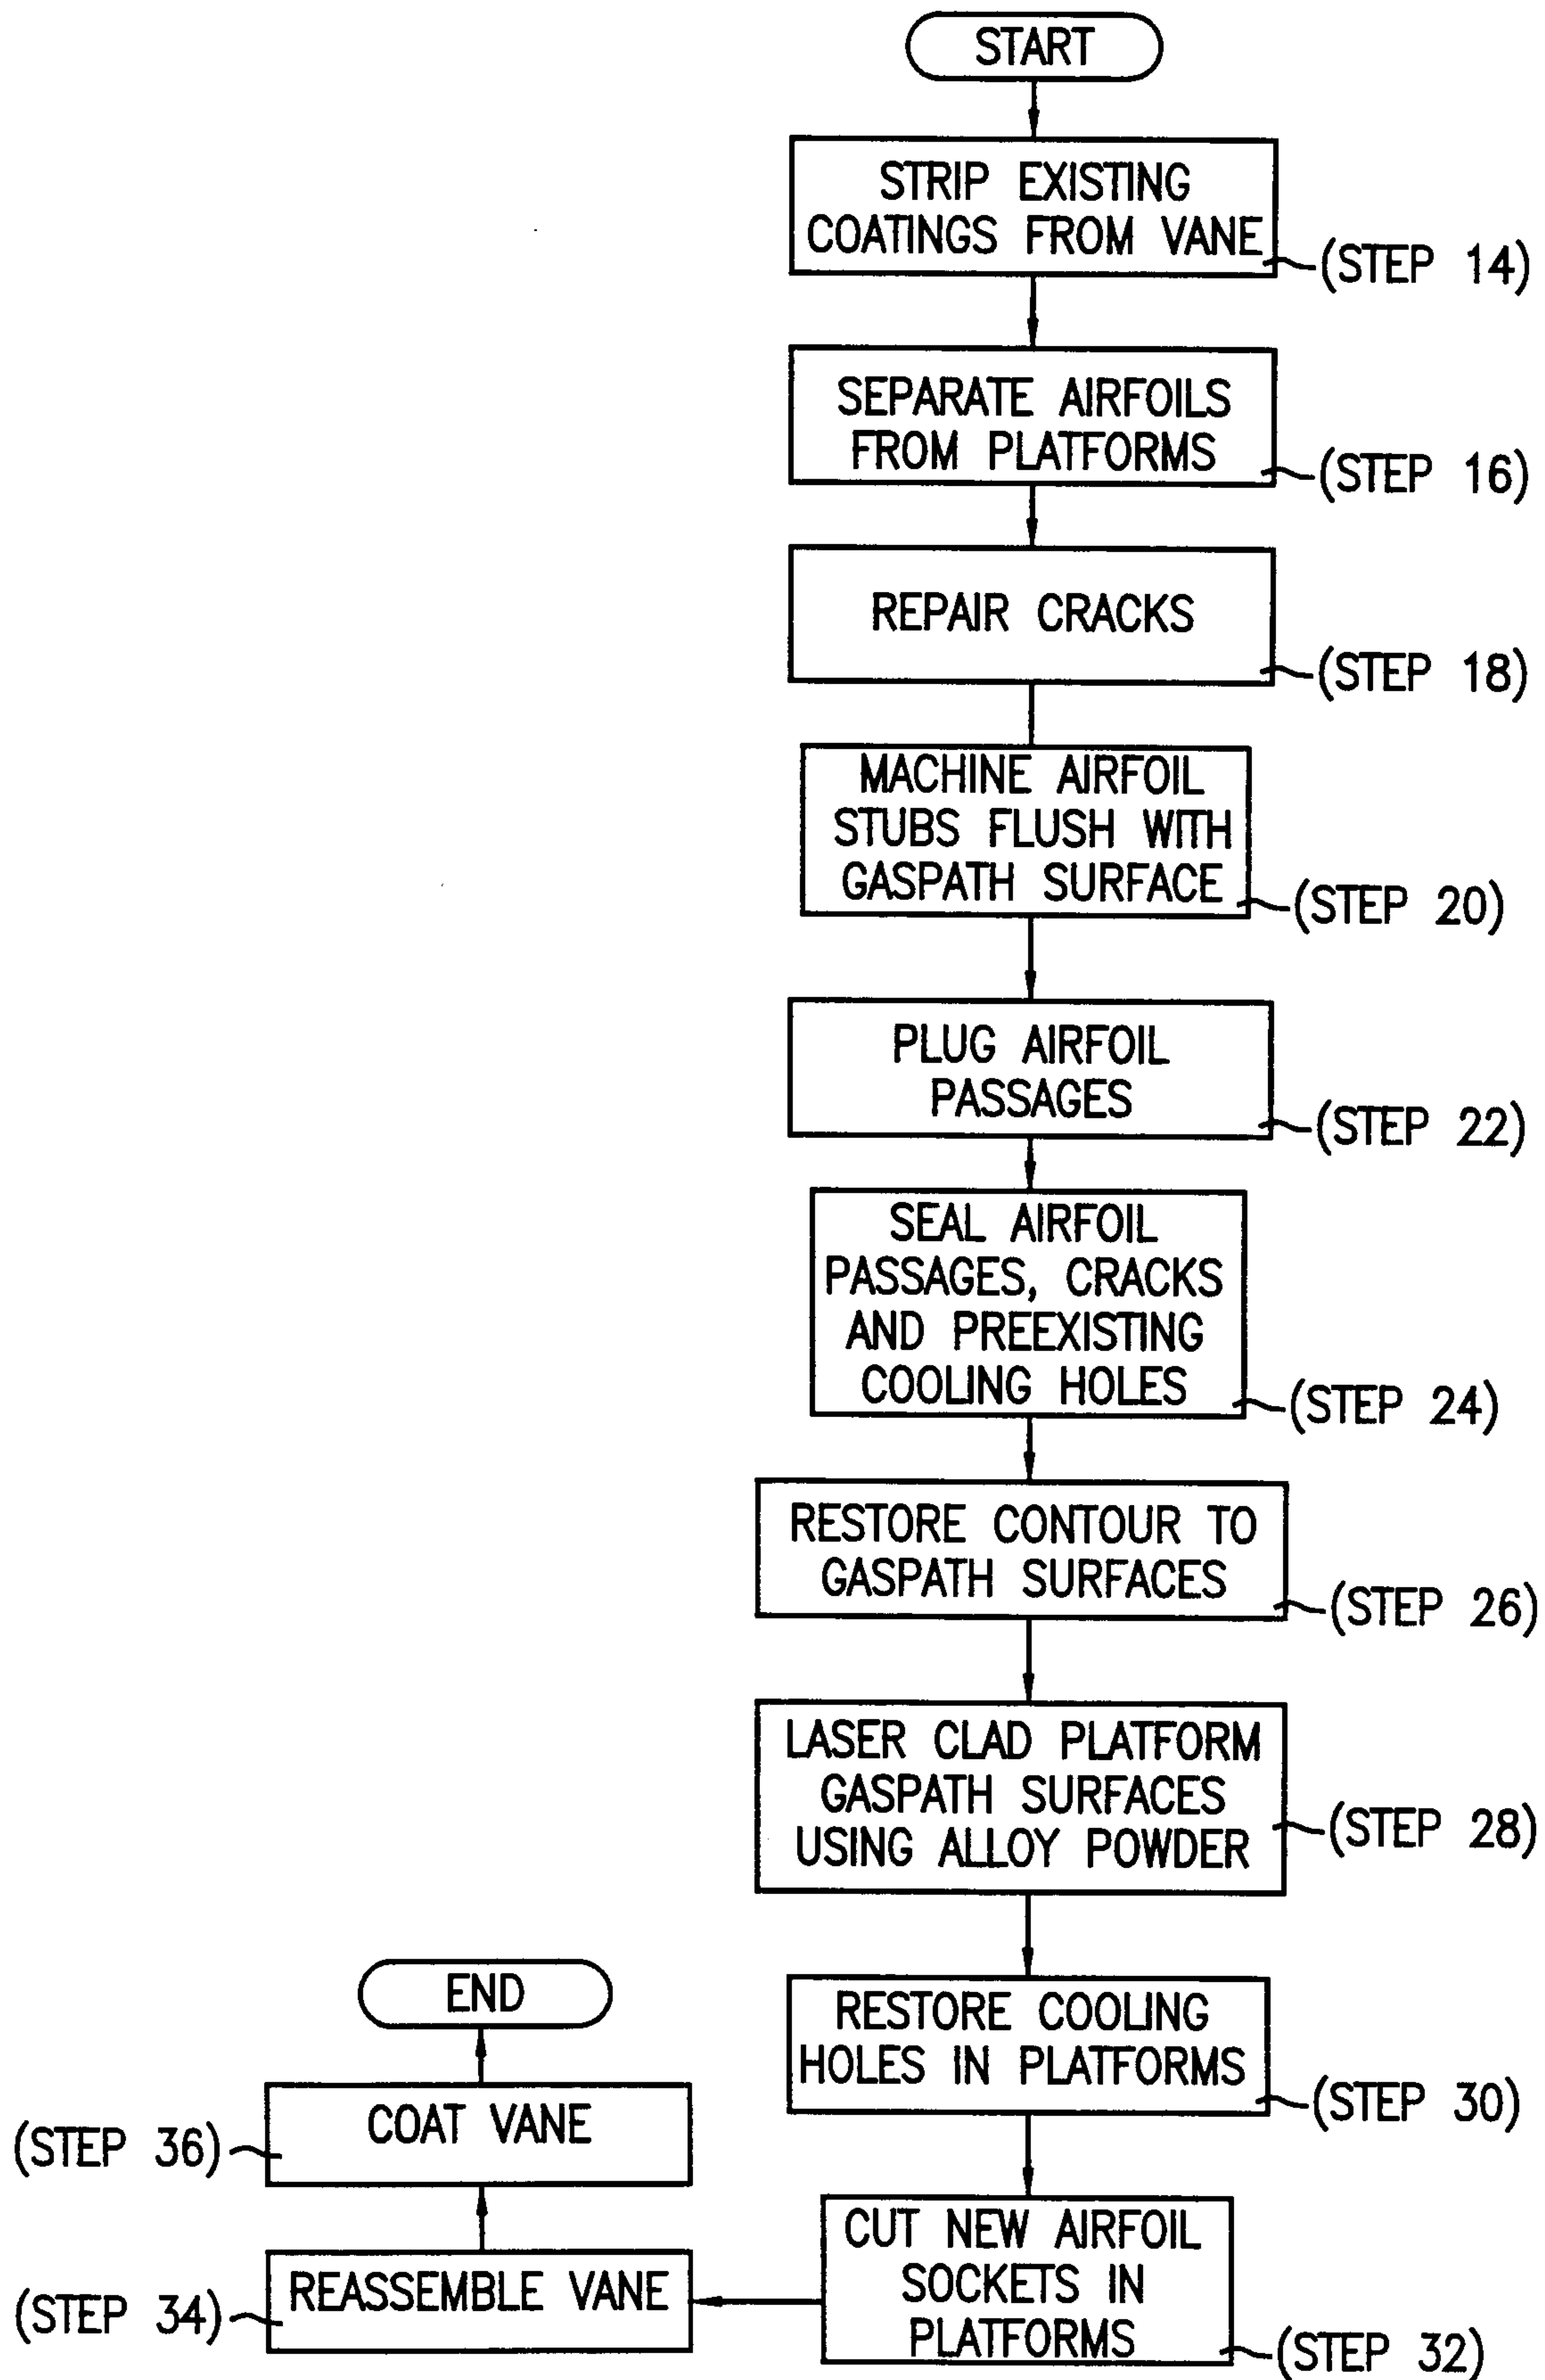 START
STRIP EXISTING
COATINGS FROM VANE
(STEP 14)
SEPARATE AIRFOILS
FROM PLATFORMS
(STEP 16)
REPAIR CRACKS
(STEP 18)
MACHINE AIRFOIL
STUBS FLUSH WITH
GASPATH SURFACE
(STEP 20)
PLUG AIRFOIL
PASSAGES
(STEP 22)
SEAL AIRFOIL
PASSAGES, CRACKS
AND PREEXISTING
COOLING HOLES
(STEP 24)
RESTORE CONTOUR TO
GASPATH SURFACES
(STEP 26)
LASER CLAD PLATFORM
GASPATH SURFACES
USING ALLOY POWDER
(STEP 28)
RESTORE COOLING
HOLES IN PLATFORMS
(STEP 30)
CUT NEW AIRFOIL
SOCKETS IN
PLATFORMS
(STEP 32)
REASSEMBLE VANE
(STEP 34)
COAT VANE
(STEP 36)
END